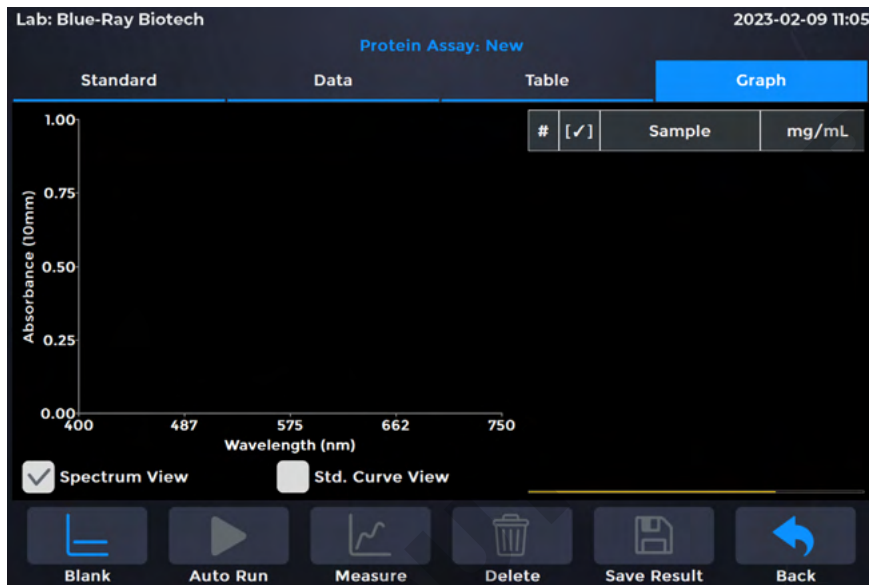 Lab: Blue-Ray Biotech 2023-02-09 11:05
Protein Assay: New
Standard Data Table Graph
# [✓] Sample mg/mL
1.00
0.75
0.50
0.25
0.00
Absorbance (10mm)
400 487 575 662 750
Wavelength (nm)
Spectrum View Std. Curve View
Blank Auto Run Measure Delete Save Result Back